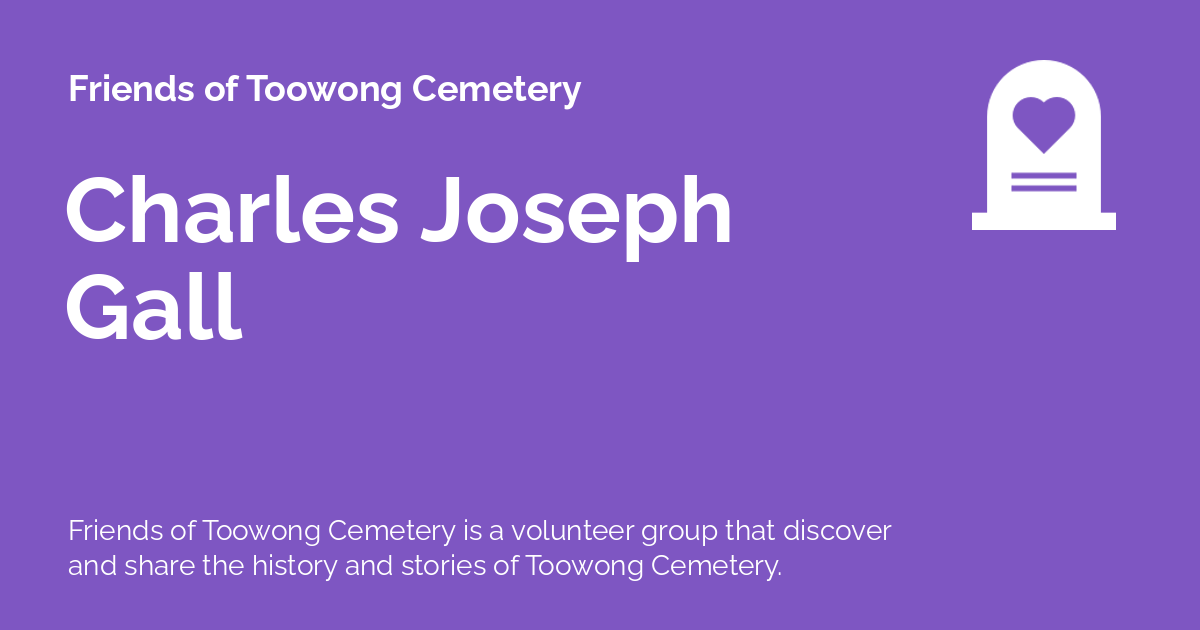 Friends of Toowong Cemetery
Charles Joseph
Gall
Friends of Toowong Cemetery is a volunteer group that discover
and share the history and stories of Toowong Cemetery.